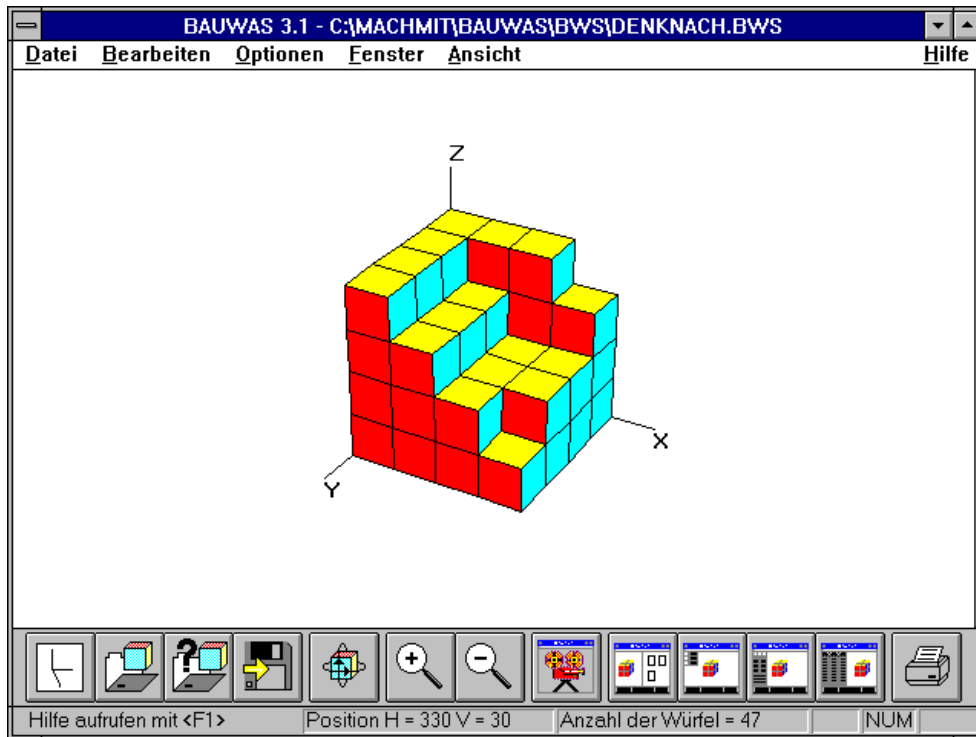 BAUWAS 3.1 - C:\MACHMIT\BAUWAS\BWS\DENKNACH.BWS
Datei Bearbeiten Optionen Fenster Ansicht Hilfe
Z
X
Y
?
+ -
Hilfe aufrufen mit <F1> Position H = 330 V = 30 Anzahl der Würfel = 47 NUM